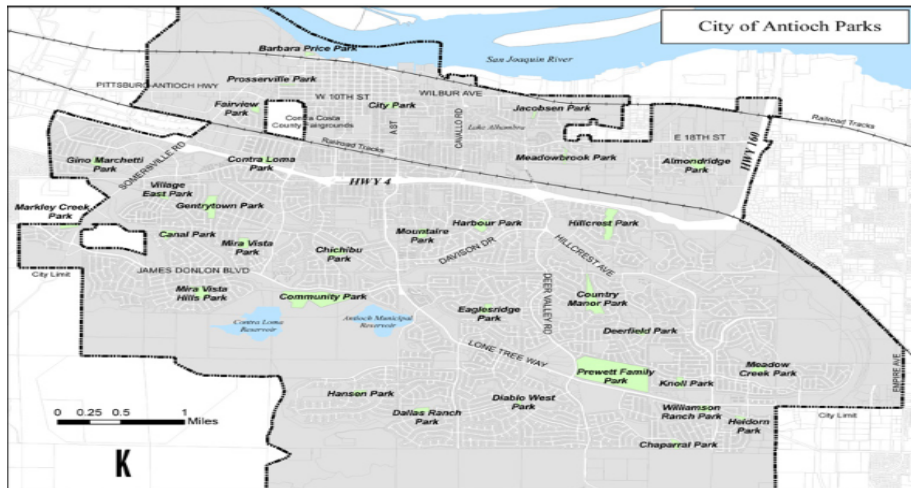 City of Antioch Parks
Barbara Price Park
San Joaquin River
Prosserville Park
PITTSBURG-ANTIOCH HWY
W 10TH ST
WILBUR AVE
Fairview
Park
City Park
Jacobsen Park
Contra Costa
County Fairgrounds
A ST
CAVALLO RD
Lake Alhambra
Railroad Tracks
E 18TH ST
HWY 160
Railroad Tracks
Gino Marchetti
Park
SOMERSVILLE RD
Contra Loma
Park
Meadowbrook Park
Almondridge
Park
HWY 4
Village
East Park
Markley Creek
Park
Gentrytown Park
Canal Park
Mira Vista
Park
Chichibu
Park
Mountaire
Park
Harbour Park
Hillcrest Park
DAVISON DR
HILLCREST AVE
City Limit
JAMES DONLON BLVD
Mira Vista
Hills Park
Community Park
Contra Loma
Reservoir
Antioch Municipal
Reservoir
Eaglesridge
Park
DEER VALLEY RD
Country
Manor Park
Deerfield Park
LONE TREE WAY
Prewett Family
Park
Knoll Park
Meadow
Creek Park
EMPIRE AVE
Hansen Park
Dallas Ranch
Park
Diablo West
Park
Williamson
Ranch Park
Heidorn
Park
City Limit
Chaparral Park
0 0.25 0.5 1
Miles
K